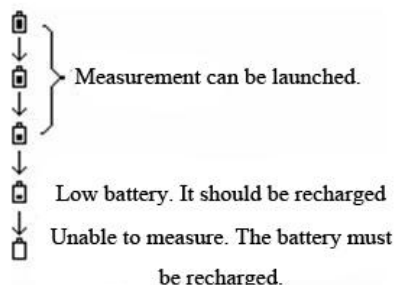 Measurement can be launched.
Low battery. It should be recharged
Unable to measure. The battery must
be recharged.